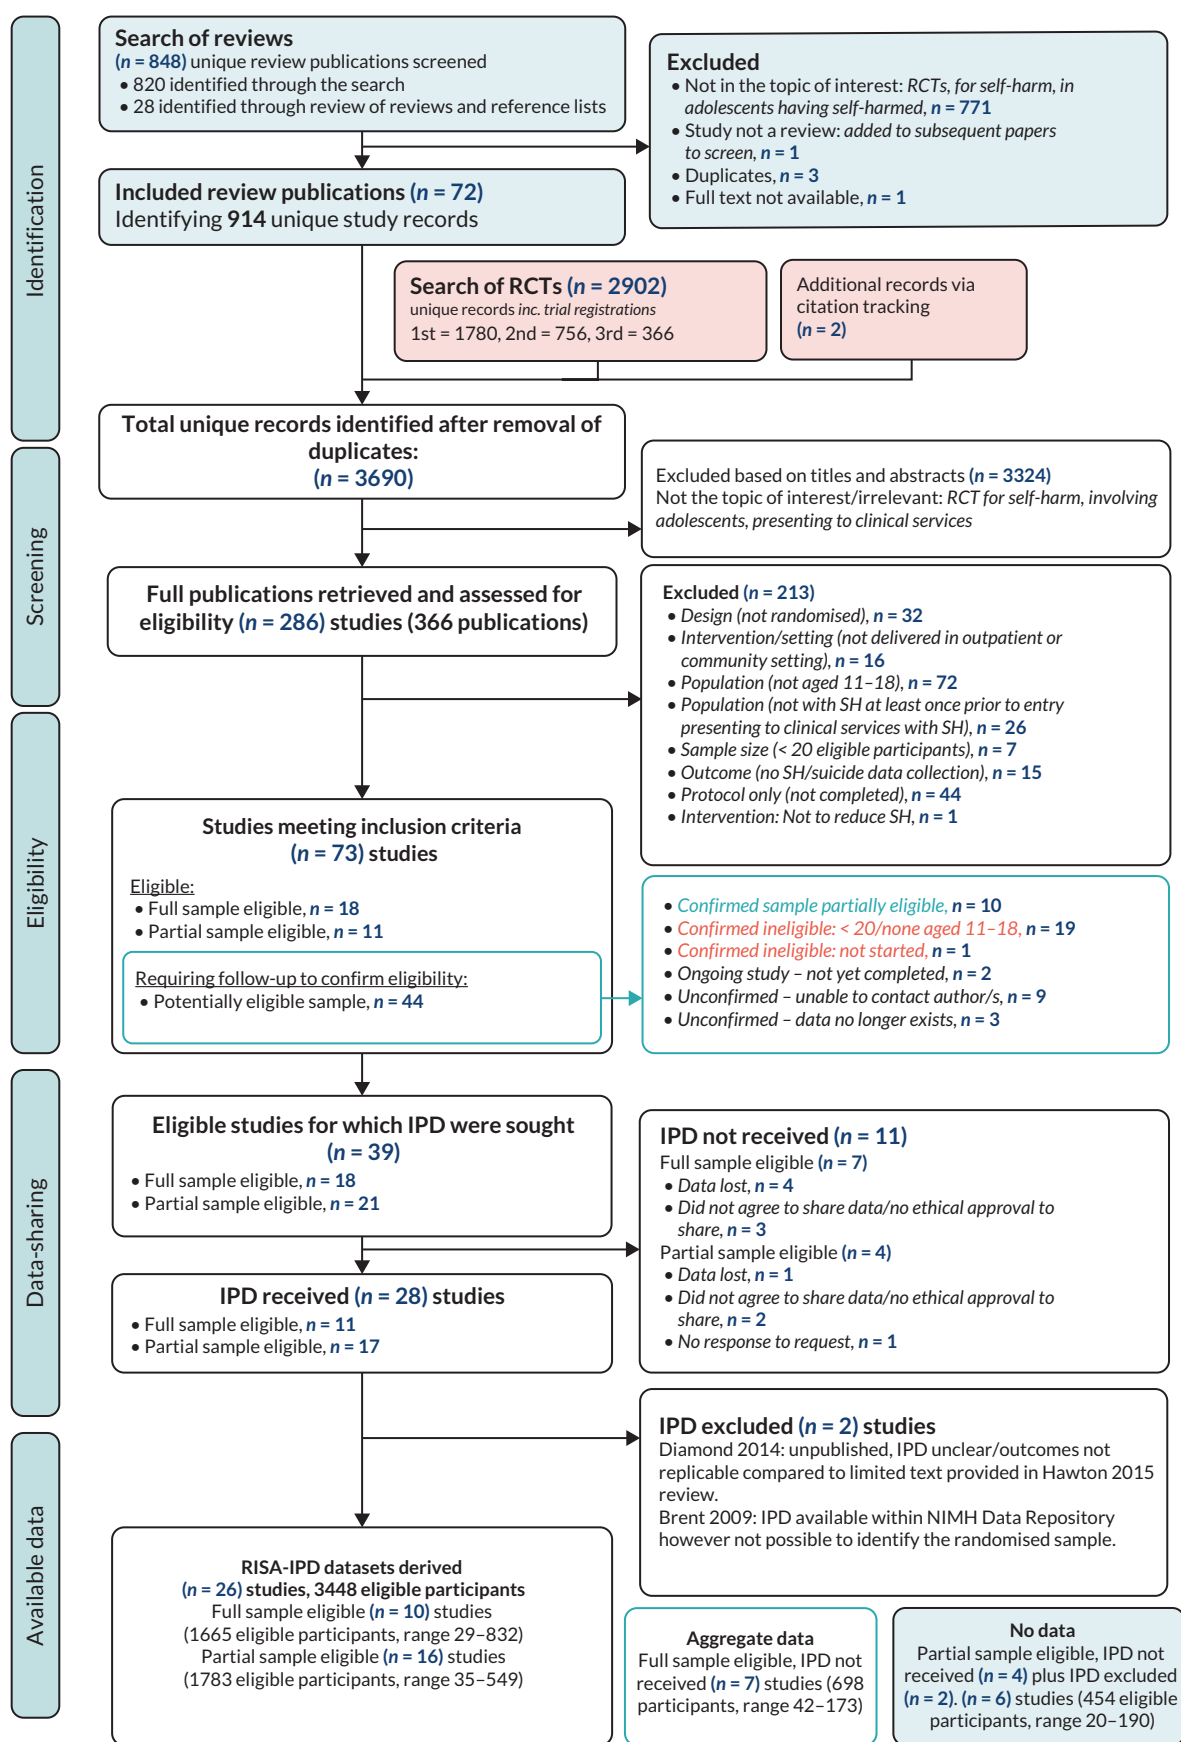 Identification
Search of reviews
(n = 848) unique review publications screened
• 820 identified through the search
• 28 identified through review of reviews and reference lists
Excluded
• Not in the topic of interest: RCTs, for self-harm, in
adolescents having self-harmed, n = 771
• Study not a review: added to subsequent papers
to screen, n = 1
• Duplicates, n = 3
• Full text not available, n = 1
Included review publications (n = 72)
Identifying 914 unique study records
Search of RCTs (n = 2902)
unique records inc. trial registrations
1st = 1780, 2nd = 756, 3rd = 366
Additional records via
citation tracking
(n = 2)
Total unique records identified after removal of
duplicates:
(n = 3690)
Screening
Excluded based on titles and abstracts (n = 3324)
Not the topic of interest/irrelevant: RCT for self-harm, involving
adolescents, presenting to clinical services
Full publications retrieved and assessed for
eligibility (n = 286) studies (366 publications)
Excluded (n = 213)
• Design (not randomised), n = 32
• Intervention/setting (not delivered in outpatient or
community setting), n = 16
• Population (not aged 11–18), n = 72
• Population (not with SH at least once prior to entry
presenting to clinical services with SH), n = 26
• Sample size (< 20 eligible participants), n = 7
• Outcome (no SH/suicide data collection), n = 15
• Protocol only (not completed), n = 44
• Intervention: Not to reduce SH, n = 1
Eligibility
Studies meeting inclusion criteria
(n = 73) studies
Eligible:
• Full sample eligible, n = 18
• Partial sample eligible, n = 11
Requiring follow-up to confirm eligibility:
• Potentially eligible sample, n = 44
• Confirmed sample partially eligible, n = 10
• Confirmed ineligible: < 20/none aged 11–18, n = 19
• Confirmed ineligible: not started, n = 1
• Ongoing study – not yet completed, n = 2
• Unconfirmed – unable to contact author/s, n = 9
• Unconfirmed – data no longer exists, n = 3
Data-sharing
Eligible studies for which IPD were sought
(n = 39)
• Full sample eligible, n = 18
• Partial sample eligible, n = 21
IPD not received (n = 11)
Full sample eligible (n = 7)
• Data lost, n = 4
• Did not agree to share data/no ethical approval to
share, n = 3
Partial sample eligible (n = 4)
• Data lost, n = 1
• Did not agree to share data/no ethical approval to
share, n = 2
• No response to request, n = 1
IPD received (n = 28) studies
• Full sample eligible, n = 11
• Partial sample eligible, n = 17
Available data
IPD excluded (n = 2) studies
Diamond 2014: unpublished, IPD unclear/outcomes not
replicable compared to limited text provided in Hawton 2015
review.
Brent 2009: IPD available within NIMH Data Repository
however not possible to identify the randomised sample.
RISA-IPD datasets derived
(n = 26) studies, 3448 eligible participants
Full sample eligible (n = 10) studies
(1665 eligible participants, range 29–832)
Partial sample eligible (n = 16) studies
(1783 eligible participants, range 35–549)
Aggregate data
Full sample eligible, IPD not
received (n = 7) studies (698
participants, range 42–173)
No data
Partial sample eligible, IPD not
received (n = 4) plus IPD excluded
(n = 2). (n = 6) studies (454 eligible
participants, range 20–190)